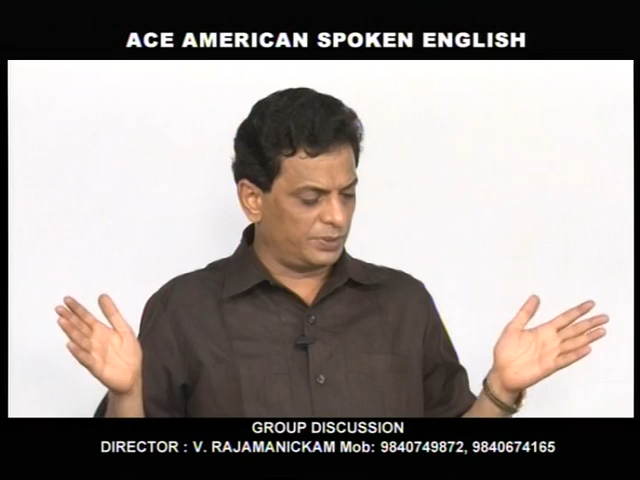 ACE AMERICAN SPOKEN ENGLISH
GROUP DISCUSSION
DIRECTOR : V. RAJAMANICKAM Mob: 9840749872, 9840674165